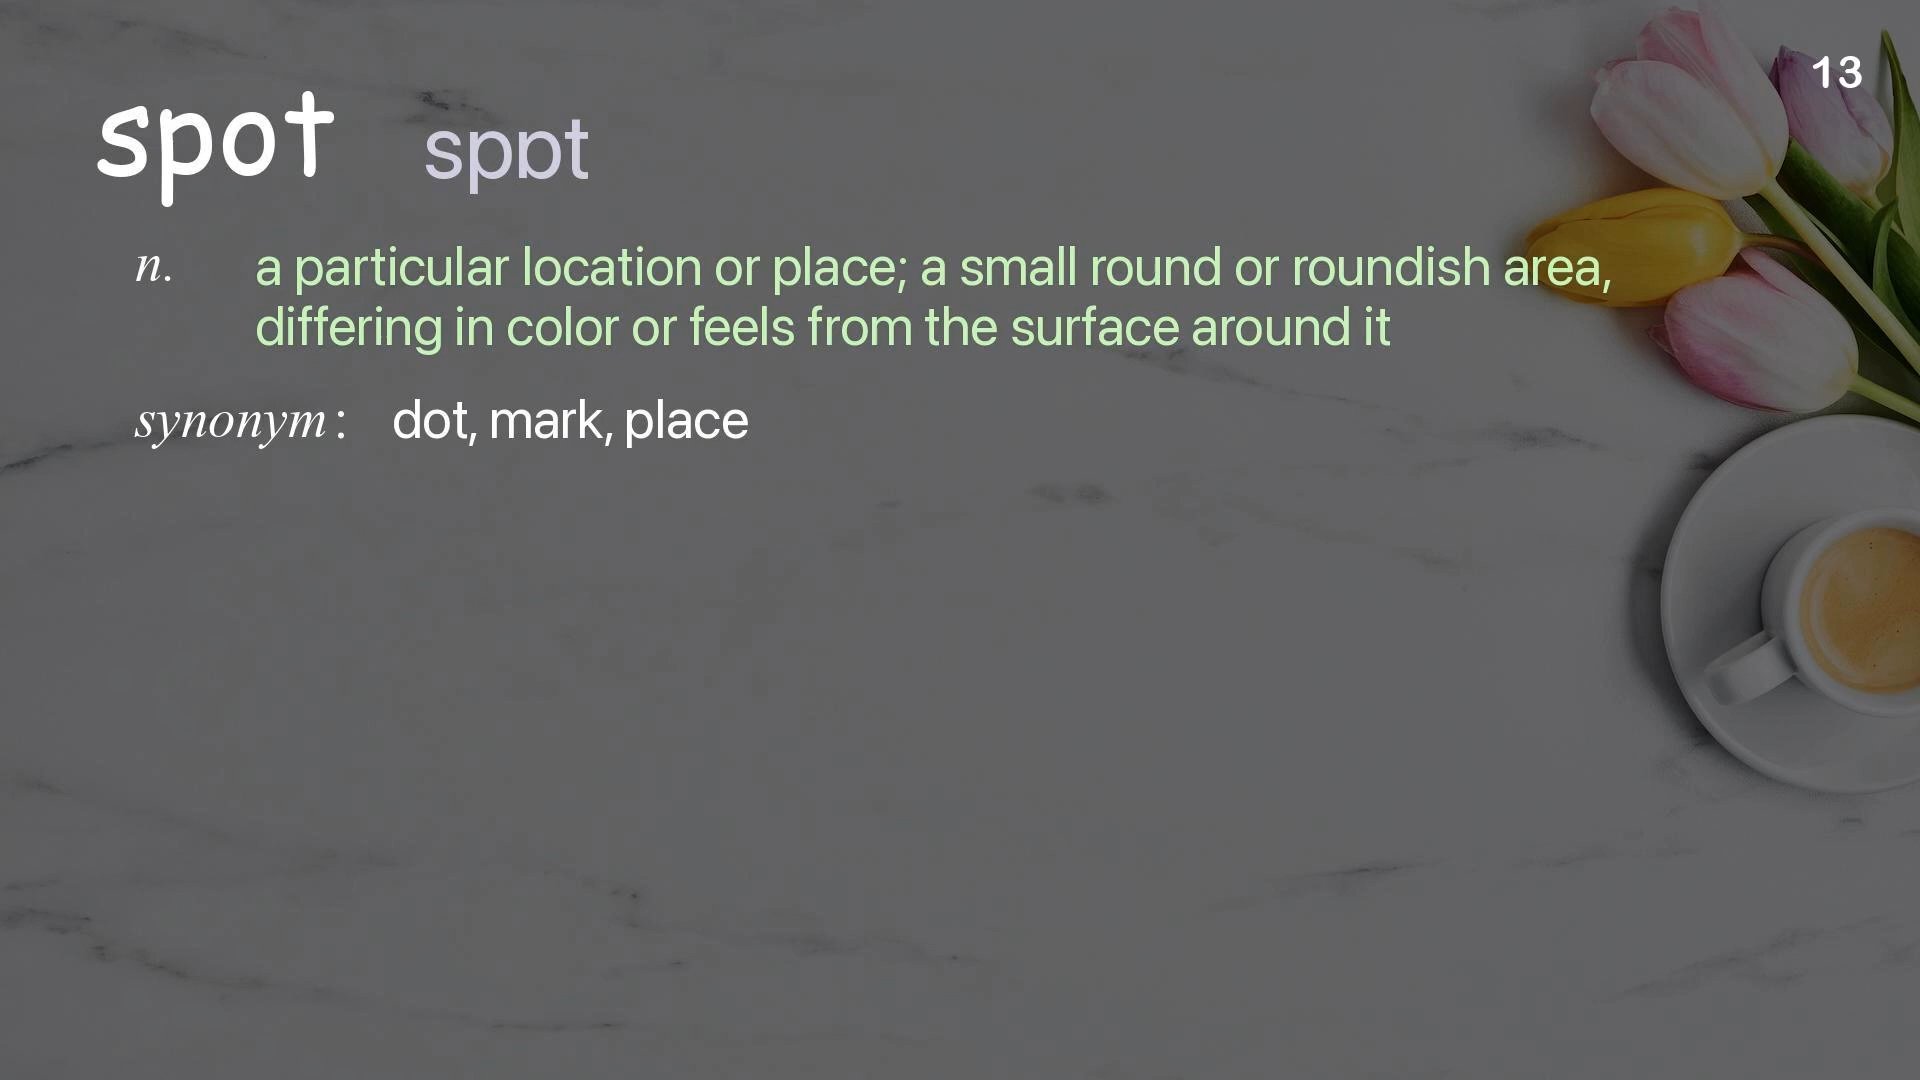 13
spot spɒt
n. a particular location or place; a small round or roundish area,
differing in color or feels from the surface around it
synonym: dot, mark, place